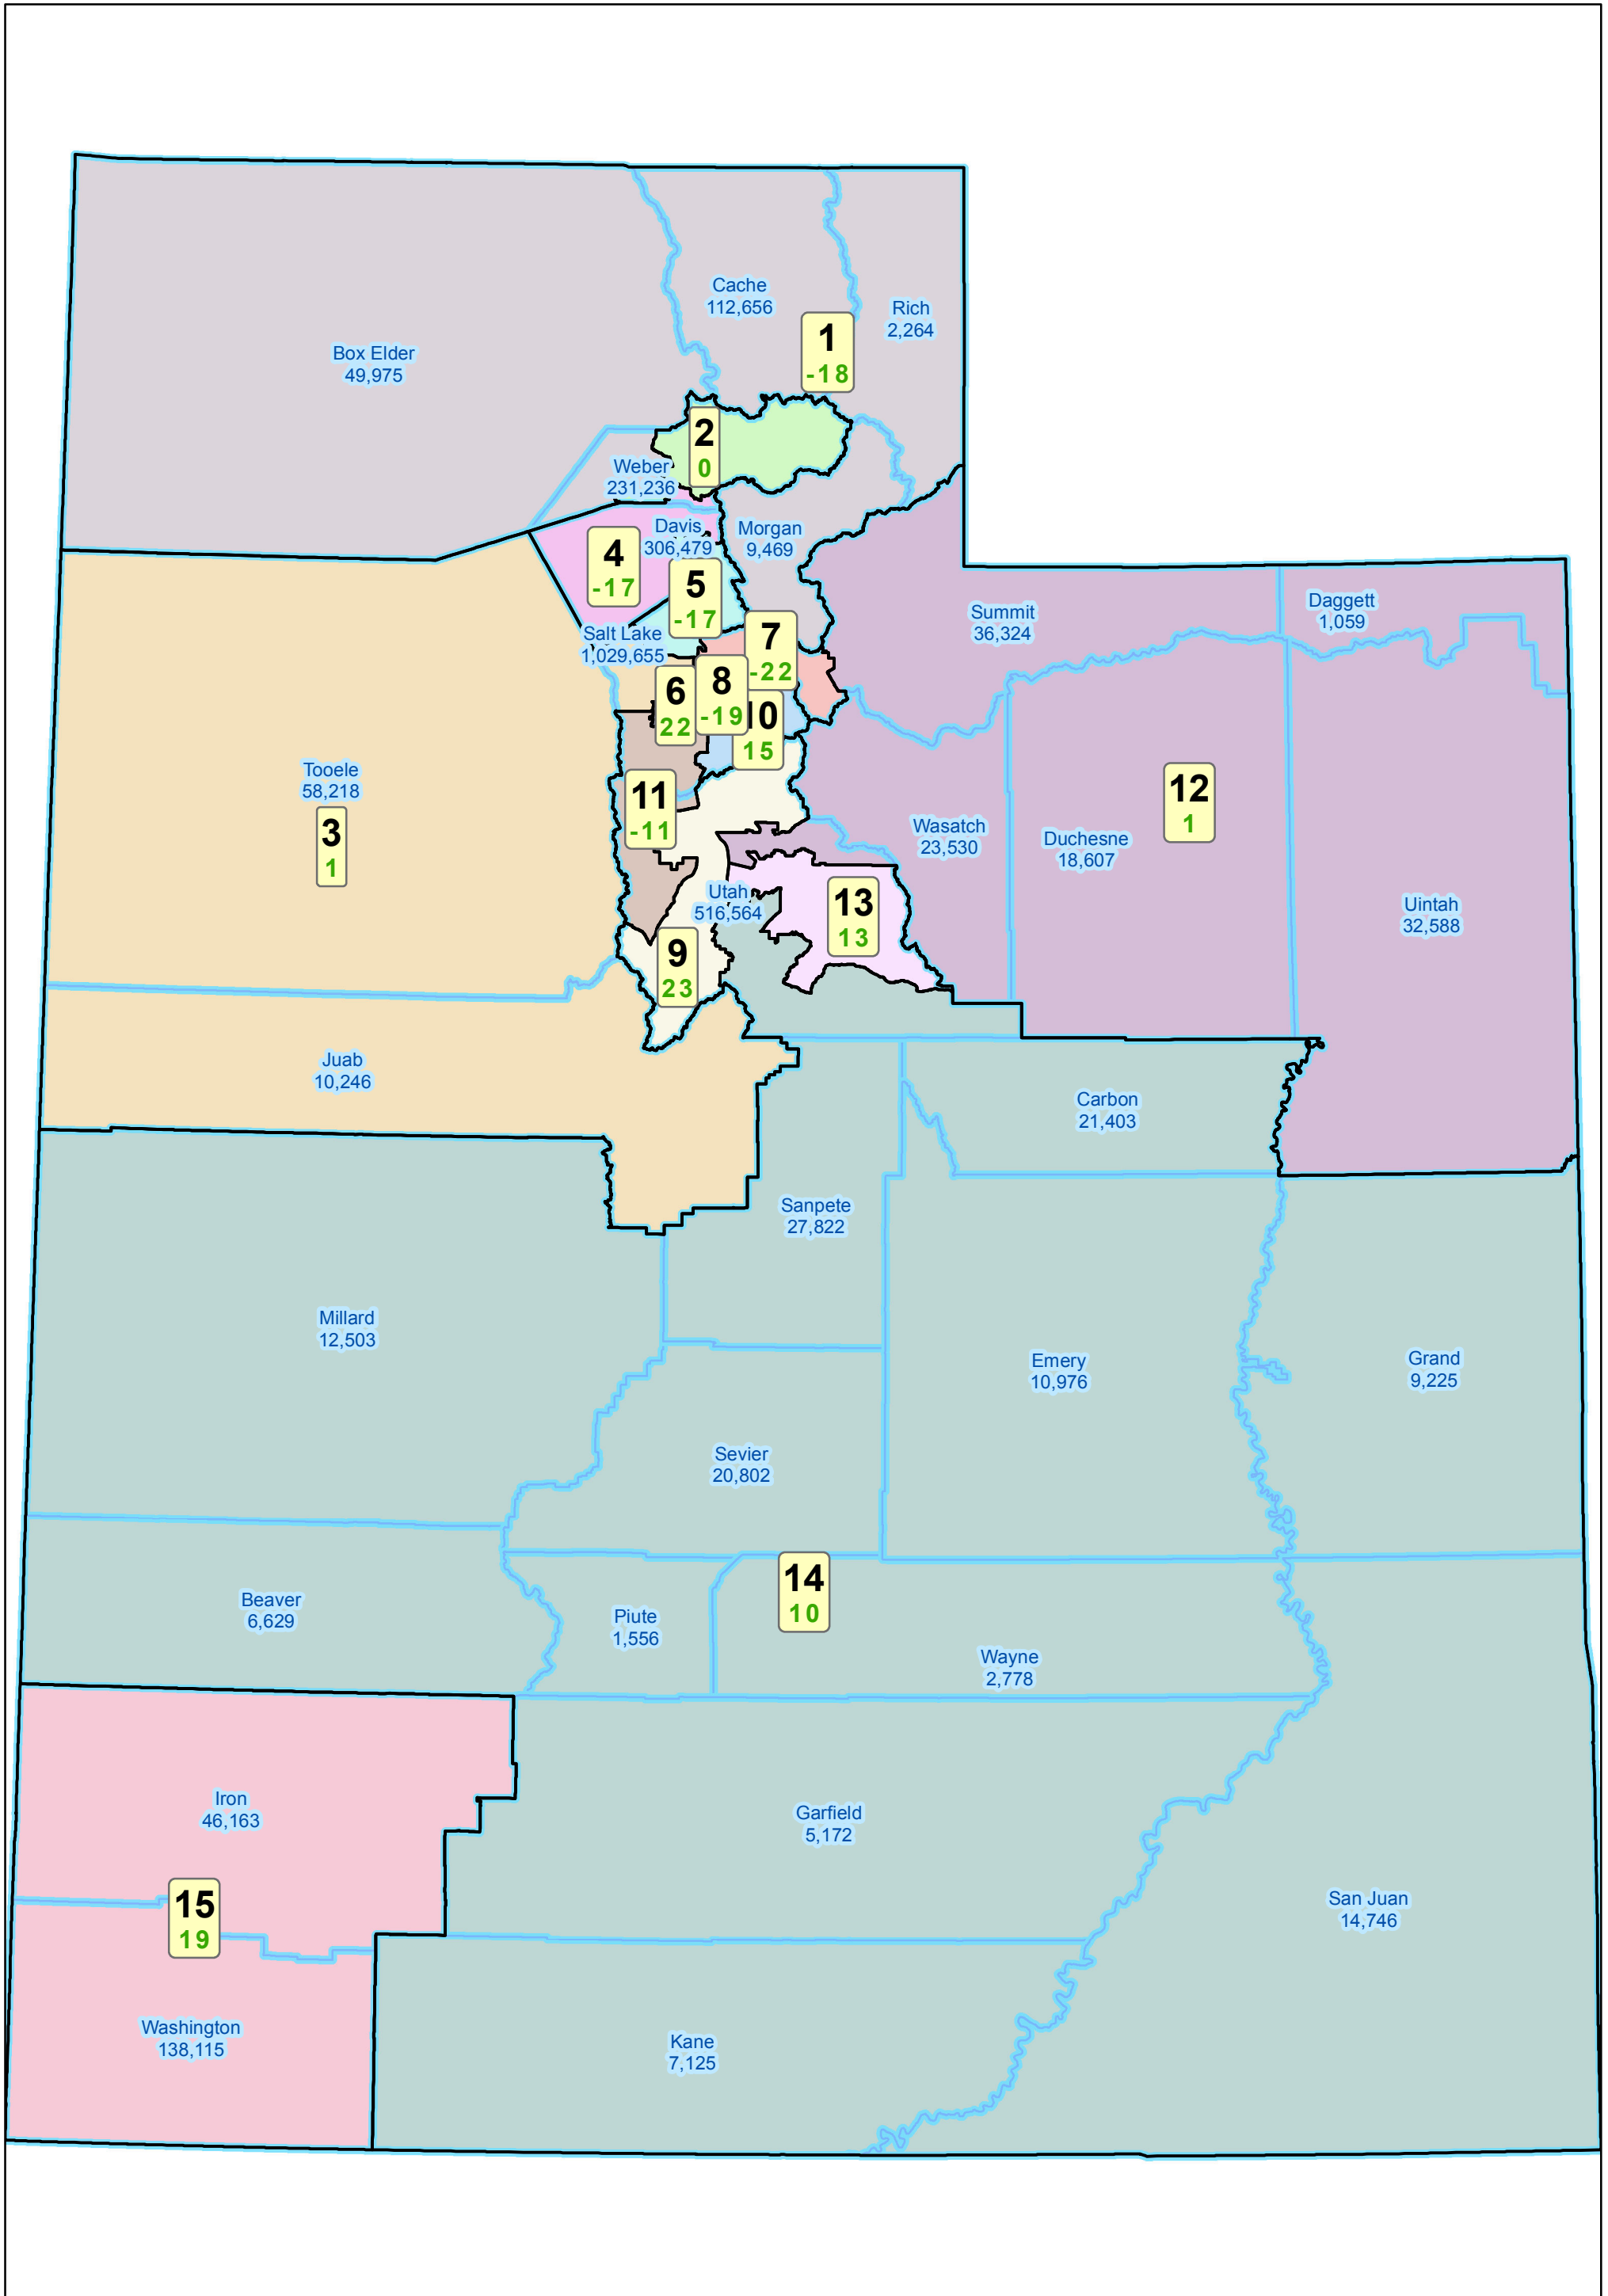 Cache
112,656
Rich
2,264
1
-18
Box Elder
49,975
2
0
Weber
231,236
Davis
306,479
Morgan
9,469
4
-17
5
-17
Salt Lake
1,029,655
7
-22
Summit
36,324
Daggett
1,059
6
22
8
-19
10
15
Tooele
58,218
3
1
11
-11
Wasatch
23,530
Duchesne
18,607
12
1
Utah
516,564
13
13
Uintah
32,588
9
23
Juab
10,246
Carbon
21,403
Sanpete
27,822
Millard
12,503
Emery
10,976
Grand
9,225
Sevier
20,802
Beaver
6,629
Piute
1,556
14
10
Wayne
2,778
Iron
46,163
Garfield
5,172
15
19
San Juan
14,746
Washington
138,115
Kane
7,125